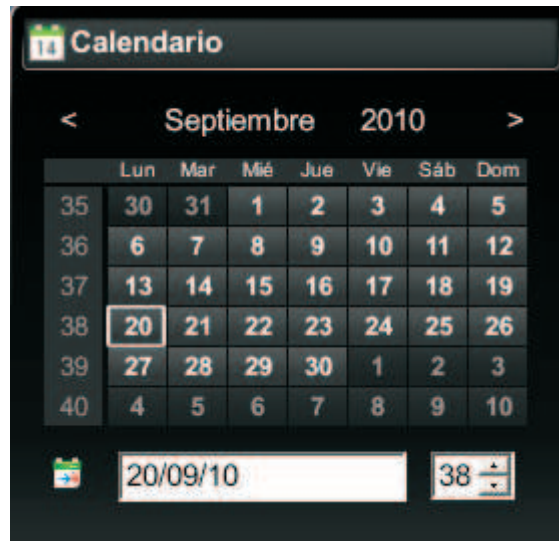 14 Calendario
< Septiembre 2010 >
Lun Mar Mié Jue Vie Sáb Dom
35 30 31 1 2 3 4 5
36 6 7 8 9 10 11 12
37 13 14 15 16 17 18 19
38 20 21 22 23 24 25 26
39 27 28 29 30 1 2 3
40 4 5 6 7 8 9 10
20/09/10 38